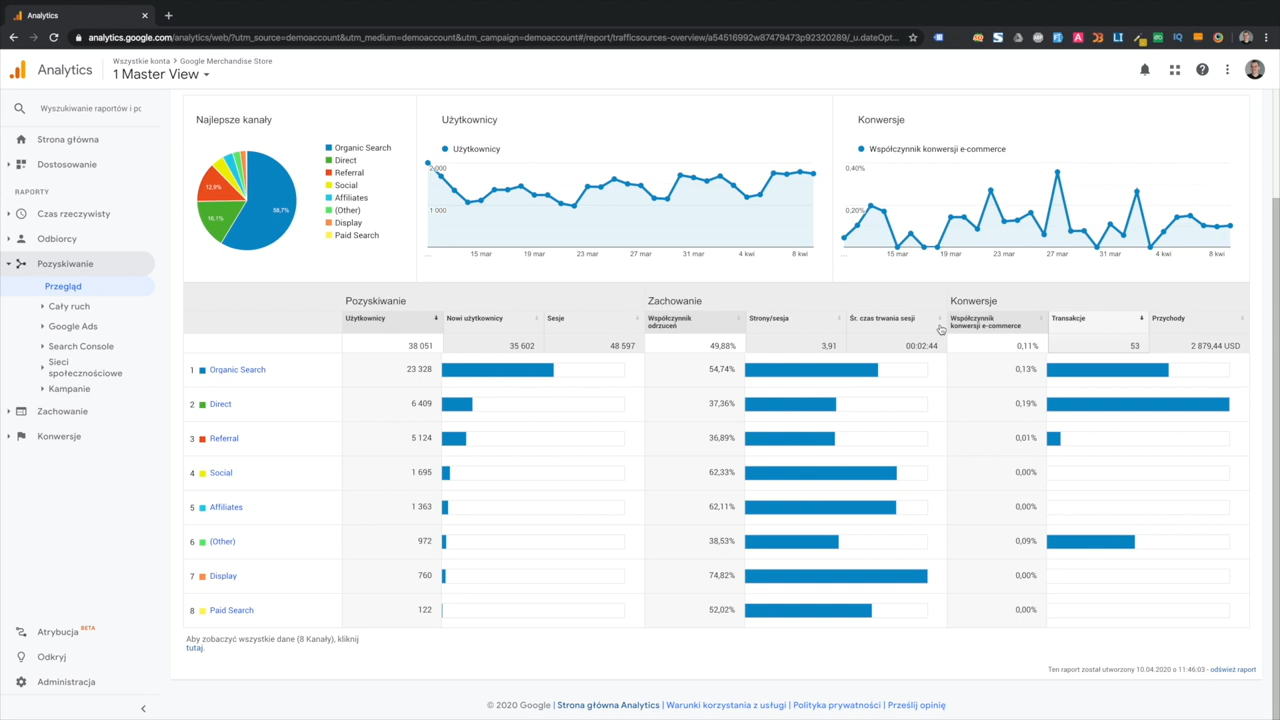 Analytics
analytics.google.com/analytics/web/?utm_source=demoaccount&utm_medium=demoaccount&utm_campaign=demoaccount#/report/trafficsources-overview/a54516992w87479473p92320289/_u.dateOpt...
Analytics
Wszystkie konta > Google Merchandise Store
1 Master View
Wyszukiwanie raportów i pc
Strona główna
Dostosowanie
RAPORTY
Czas rzeczywisty
Odbiorcy
Pozyskiwanie
Przegląd
Cały ruch
Google Ads
Search Console
Sieci
społecznościowe
Kampanie
Zachowanie
Konwersje
Atrybucja BETA
Odkryj
Administracja
Najlepsze kanały
Organic Search
Direct
Referral
Social
Affiliates
(Other)
Display
Paid Search
12,9%
16,1%
58,7%
Użytkownicy
Użytkownicy
2 000
1 000
... 15 mar 19 mar 23 mar 27 mar 31 mar 4 kwi 8 kwi
Konwersje
Współczynnik konwersji e-commerce
0,40%
0,20%
... 15 mar 19 mar 23 mar 27 mar 31 mar 4 kwi 8 kwi
Pozyskiwanie Zachowanie Konwersje
Użytkownicy Nowi użytkownicy Sesje Współczynnik odrzuceń Strony/sesja Śr. czas trwania sesji Współczynnik konwersji e-commerce Transakcje Przychody
38 051 35 602 48 597 49,88% 3,91 00:02:44 0,11% 53 2 879,44 USD
1 Organic Search 23 328 54,74% 0,13%
2 Direct 6 409 37,36% 0,19%
3 Referral 5 124 36,89% 0,01%
4 Social 1 695 62,33% 0,00%
5 Affiliates 1 363 62,11% 0,00%
6 (Other) 972 38,53% 0,09%
7 Display 760 74,82% 0,00%
8 Paid Search 122 52,02% 0,00%
Aby zobaczyć wszystkie dane (8 Kanały), kliknij
tutaj.
Ten raport został utworzony 10.04.2020 o 11:46:03 - odśwież raport
© 2020 Google | Strona główna Analytics | Warunki korzystania z usługi | Polityka prywatności | Prześlij opinię